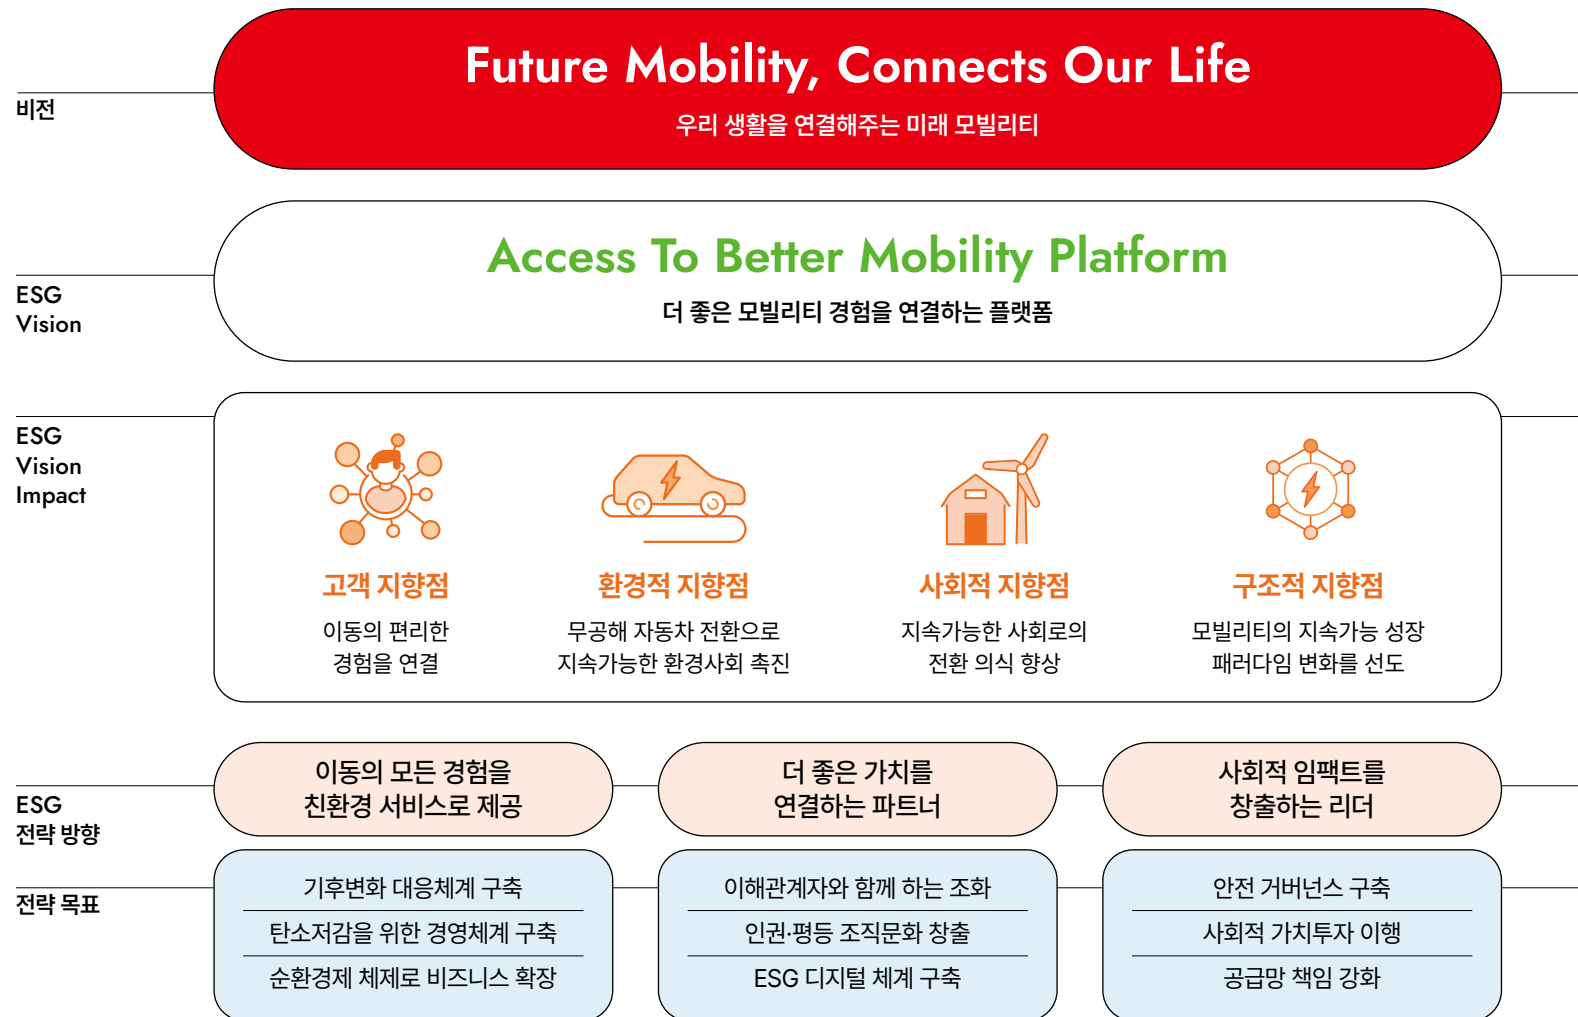 비전
Future Mobility, Connects Our Life
우리 생활을 연결해주는 미래 모빌리티
ESG
Vision
Access To Better Mobility Platform
더 좋은 모빌리티 경험을 연결하는 플랫폼
ESG
Vision
Impact
고객 지향점
이동의 편리한
경험을 연결
환경적 지향점
무공해 자동차 전환으로
지속가능한 환경사회 촉진
사회적 지향점
지속가능한 사회로의
전환 의식 향상
구조적 지향점
모빌리티의 지속가능 성장
패러다임 변화를 선도
ESG
전략 방향
이동의 모든 경험을
친환경 서비스로 제공
더 좋은 가치를
연결하는 파트너
사회적 임팩트를
창출하는 리더
전략 목표
기후변화 대응체계 구축
탄소저감을 위한 경영체계 구축
순환경제 체제로 비즈니스 확장
이해관계자와 함께 하는 조화
인권·평등 조직문화 창출
ESG 디지털 체계 구축
안전 거버넌스 구축
사회적 가치투자 이행
공급망 책임 강화